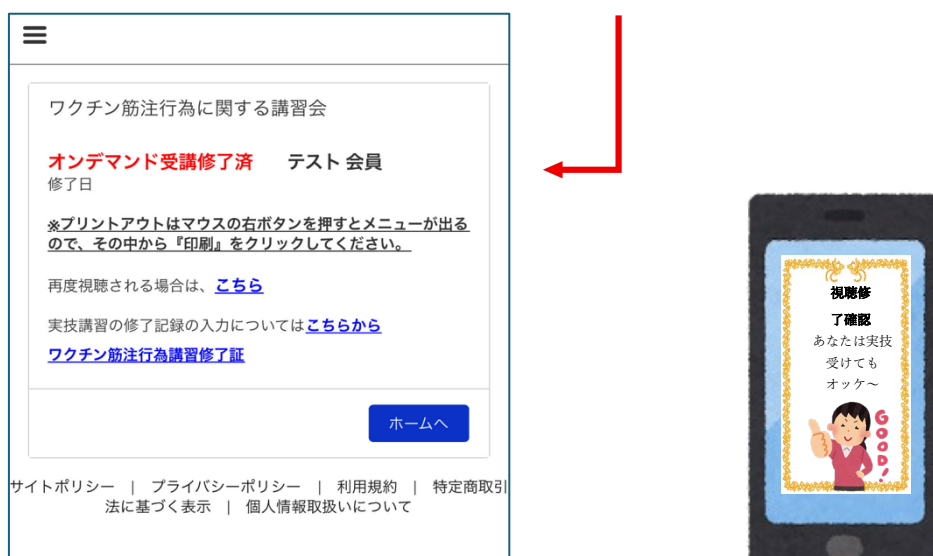 ワクチン筋注行為に関する講習会
オンデマンド受講修了済 テスト 会員
修了日
※プリントアウトはマウスの右ボタンを押すとメニューが出る
ので、その中から『印刷』をクリックしてください。
再度視聴される場合は、こちら
実技講習の修了記録の入力についてはこちらから
ワクチン筋注行為講習修了証
ホームへ
サイトポリシー | プライバシーポリシー | 利用規約 | 特定商取引
法に基づく表示 | 個人情報取扱いについて
視聴修
了確認
あなたは実技
受けても
オッケ～
GOOD!